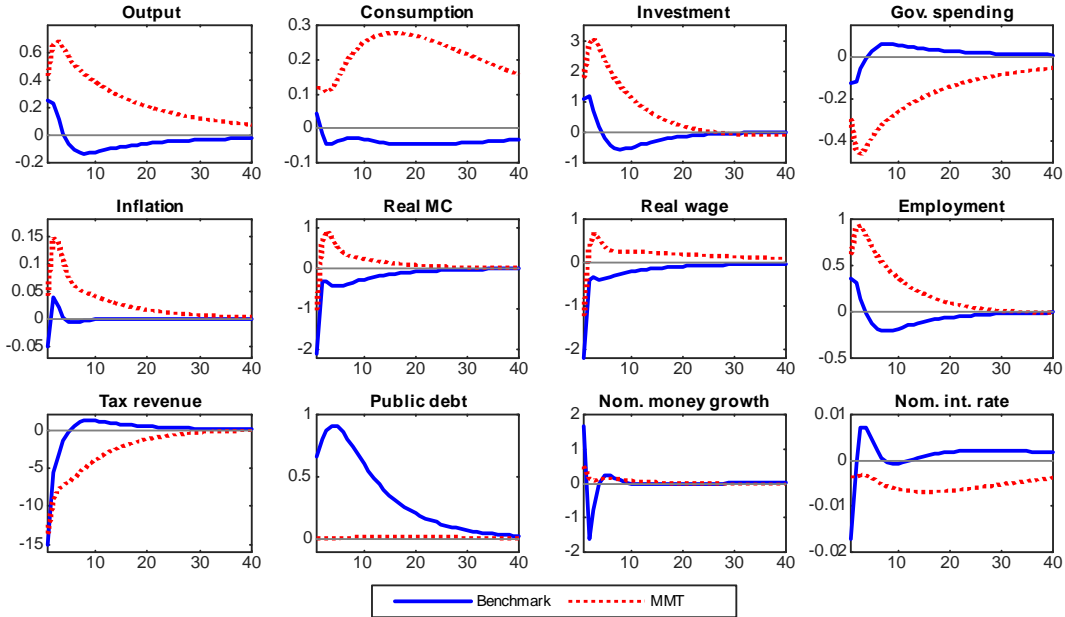 Output Consumption Investment Gov. spending
0.6 0.4 0.2 0 -0.2
0.3 0.2 0.1 0 -0.1
3 2 1 0 -1
0 -0.2 -0.4
10 20 30 40 10 20 30 40 10 20 30 40 10 20 30 40
Inflation Real MC Real wage Employment
0.15 0.1 0.05 0 -0.05
1 0 -1 -2
1 0 -1 -2
1 0.5 0 -0.5
10 20 30 40 10 20 30 40 10 20 30 40 10 20 30 40
Tax revenue Public debt Nom. money growth Nom. int. rate
0 -5 -10 -15
1 0.5 0
2 1 0 -1 -2
0.01 0 -0.01 -0.02
10 20 30 40 10 20 30 40 10 20 30 40 10 20 30 40
Benchmark MMT